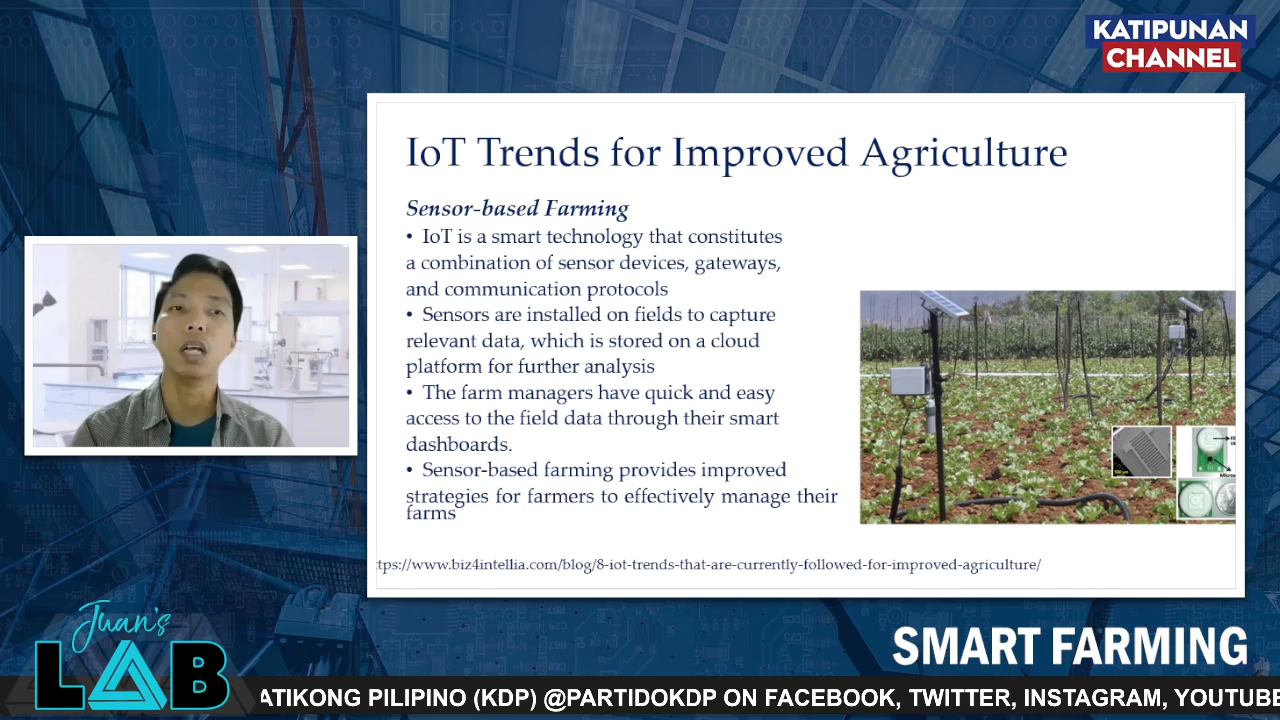 KATIPUNAN
CHANNEL
IoT Trends for Improved Agriculture
Sensor-based Farming
• IoT is a smart technology that constitutes
a combination of sensor devices, gateways,
and communication protocols
• Sensors are installed on fields to capture
relevant data, which is stored on a cloud
platform for further analysis
• The farm managers have quick and easy
access to the field data through their smart
dashboards.
• Sensor-based farming provides improved
strategies for farmers to effectively manage their
farms
tps://www.biz4intellia.com/blog/8-iot-trends-that-are-currently-followed-for-improved-agriculture/
Juan's
LAB
SMART FARMING
ATIKONG PILIPINO (KDP) @PARTIDOKDP ON FACEBOOK, TWITTER, INSTAGRAM, YOUTUBE